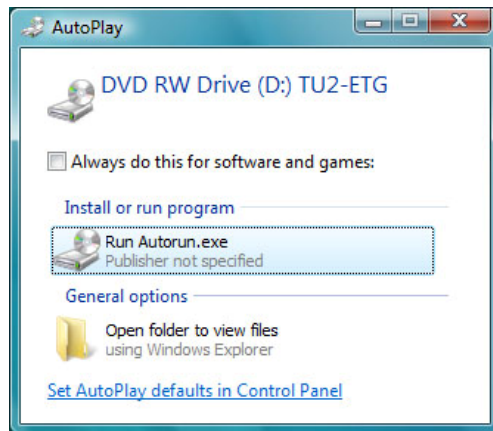 AutoPlay
DVD RW Drive (D:) TU2-ETG
Always do this for software and games:
Install or run program
Run Autorun.exe
Publisher not specified
General options
Open folder to view files
using Windows Explorer
Set AutoPlay defaults in Control Panel